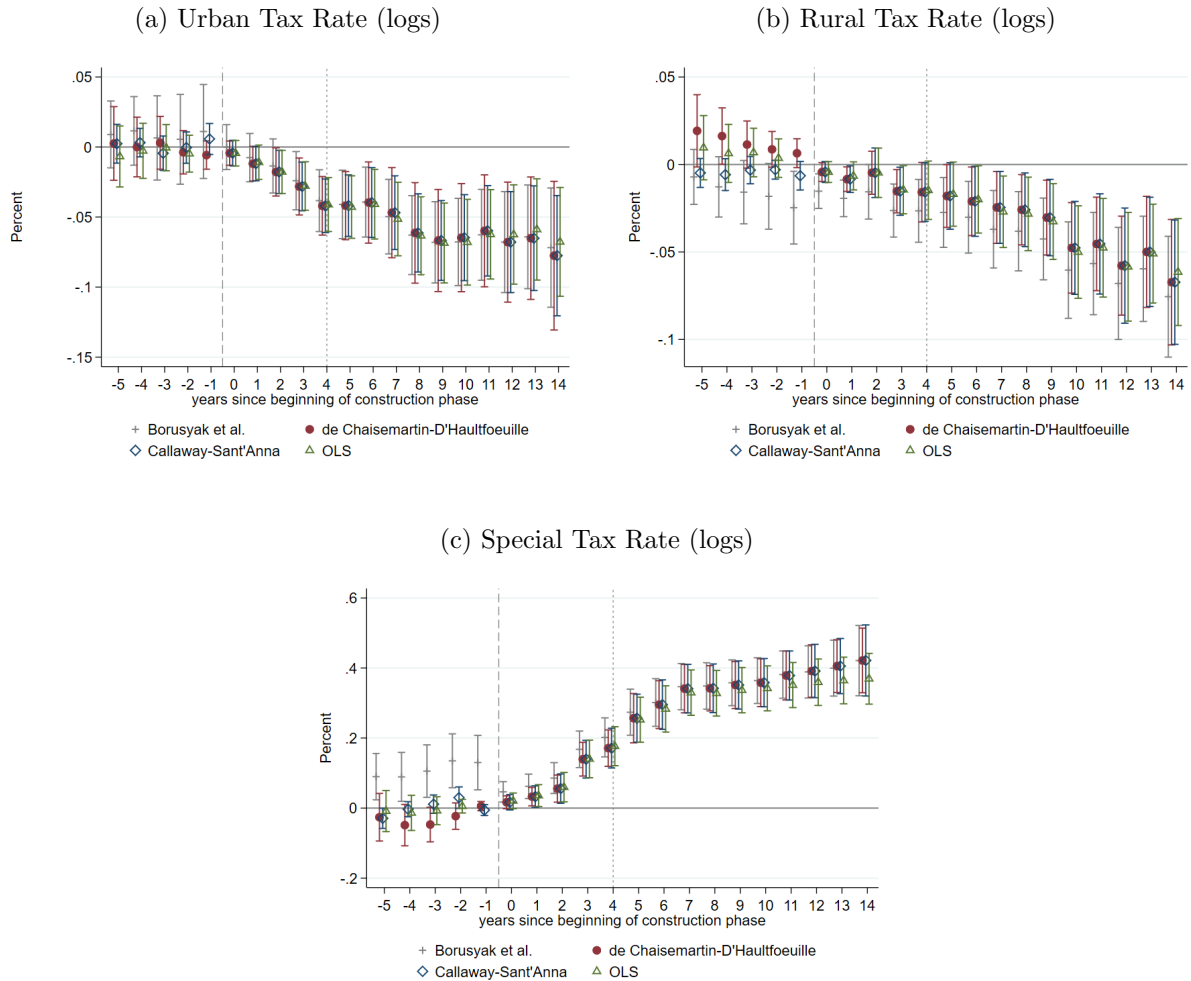 (a) Urban Tax Rate (logs)
.05
0
-.05
-.1
-.15
Percent
-5 -4 -3 -2 -1 0 1 2 3 4 5 6 7 8 9 10 11 12 13 14
years since beginning of construction phase
Borusyak et al. de Chaisemartin-D'Haultfoeuille
Callaway-Sant'Anna OLS
(b) Rural Tax Rate (logs)
.05
0
-.05
-.1
Percent
-5 -4 -3 -2 -1 0 1 2 3 4 5 6 7 8 9 10 11 12 13 14
years since beginning of construction phase
Borusyak et al. de Chaisemartin-D'Haultfoeuille
Callaway-Sant'Anna OLS
(c) Special Tax Rate (logs)
.6
.4
.2
0
-.2
Percent
-5 -4 -3 -2 -1 0 1 2 3 4 5 6 7 8 9 10 11 12 13 14
years since beginning of construction phase
Borusyak et al. de Chaisemartin-D'Haultfoeuille
Callaway-Sant'Anna OLS